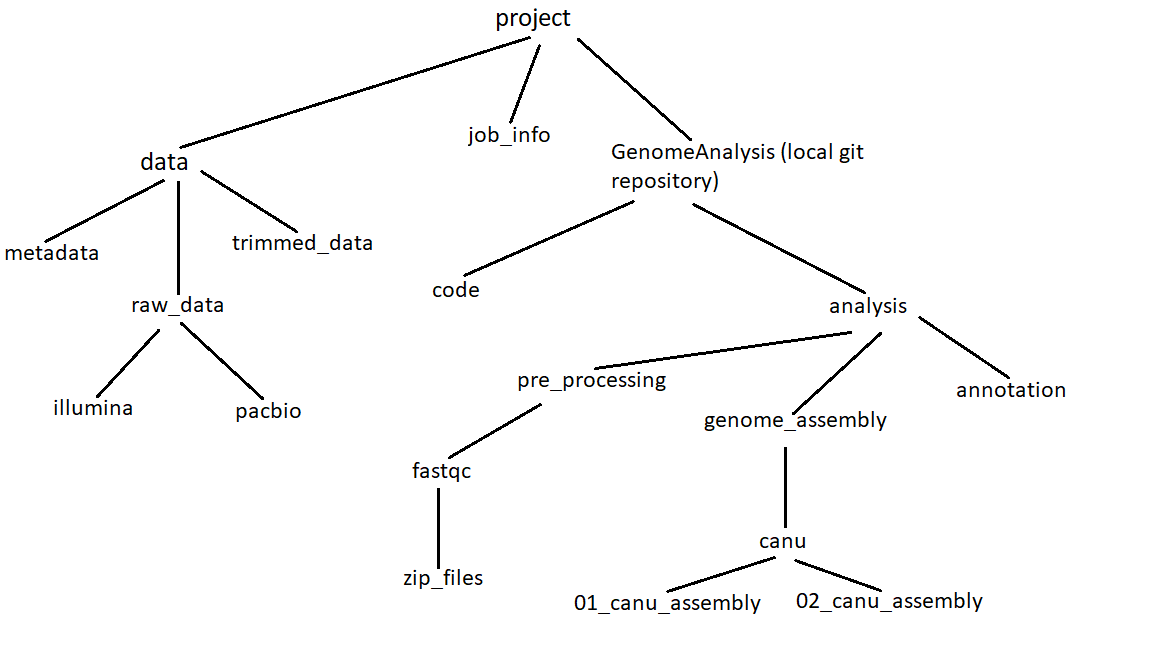 project
job_info
data
GenomeAnalysis (local git
repository)
metadata
trimmed_data
code
raw_data
analysis
pre_processing
annotation
illumina
pacbio
genome_assembly
fastqc
canu
zip_files
01_canu_assembly
02_canu_assembly